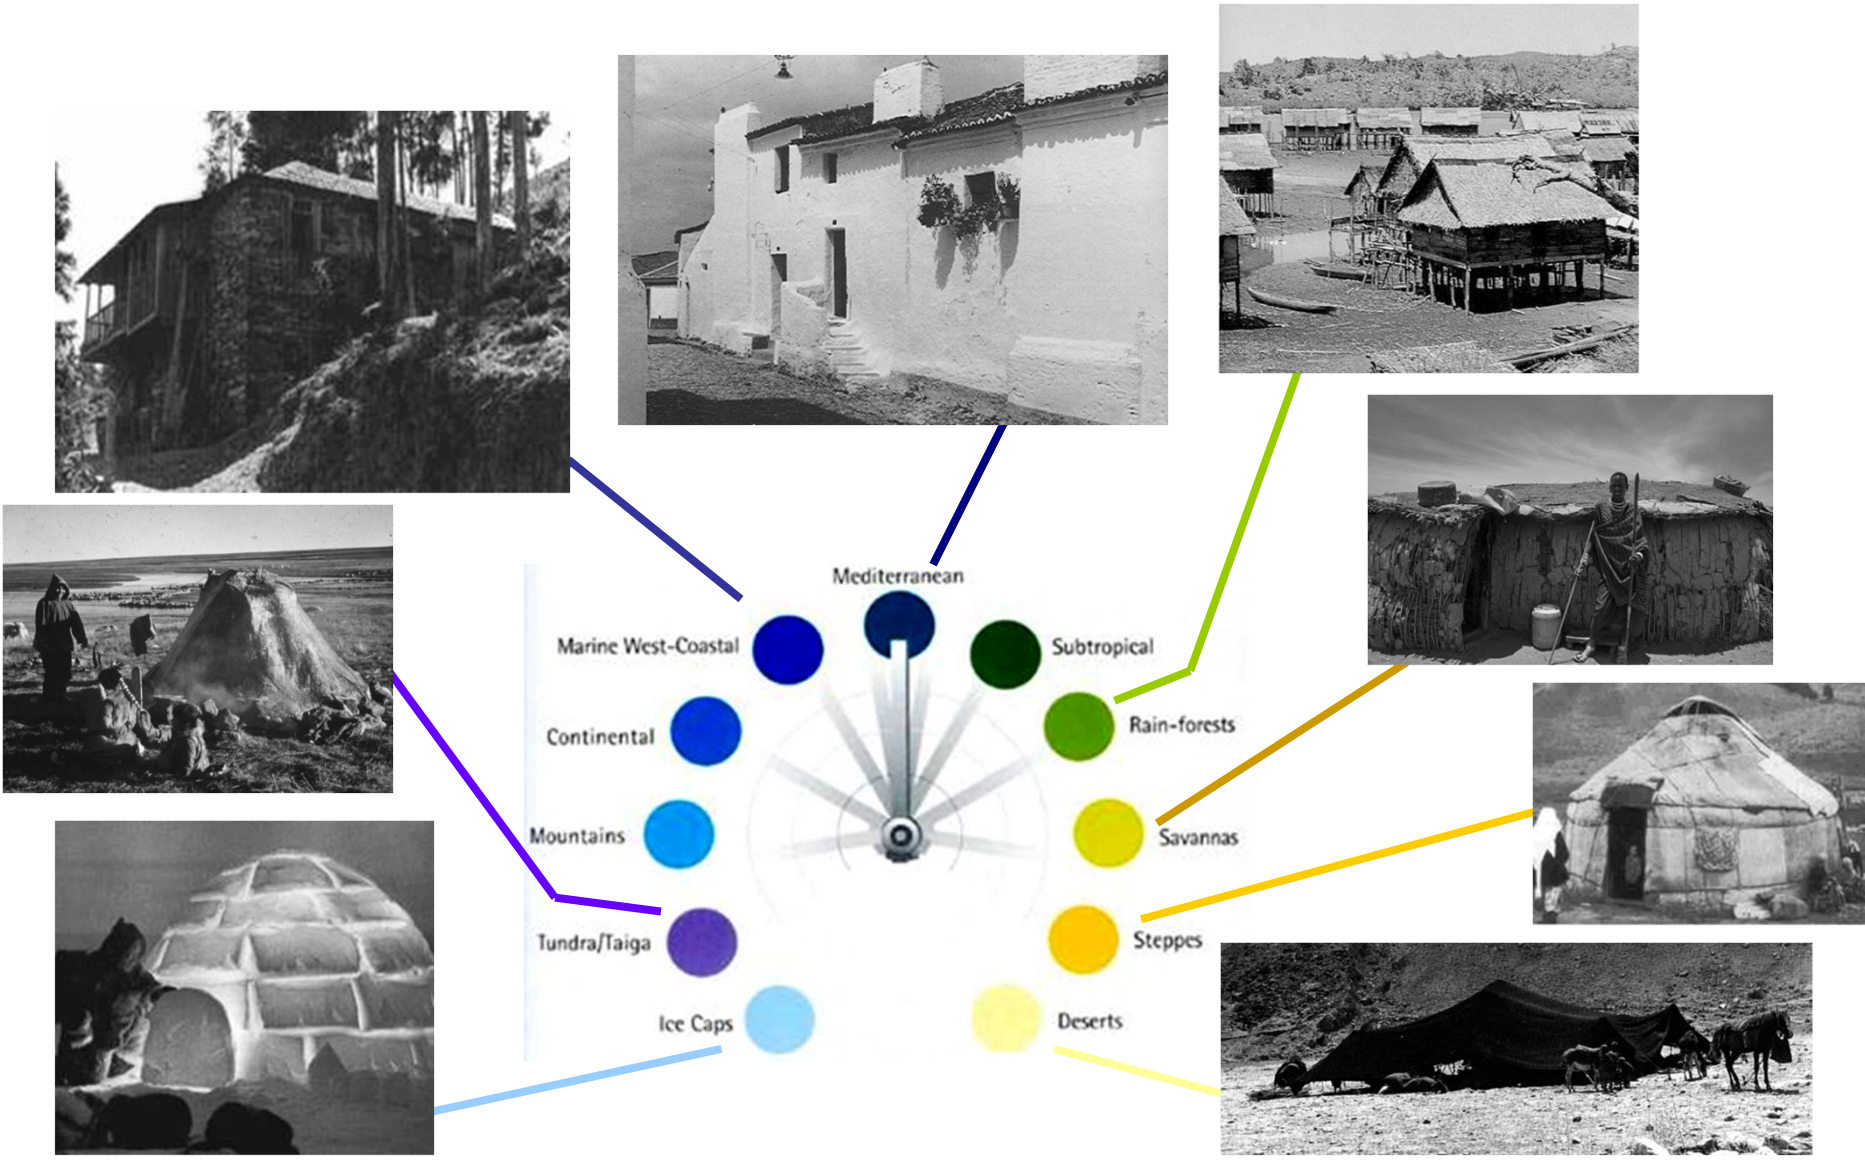 Mediterranean
Marine West-Coastal
Subtropical
Continental
Rain-forests
Mountains
Savannas
Tundra/Taiga
Steppes
Ice Caps
Deserts